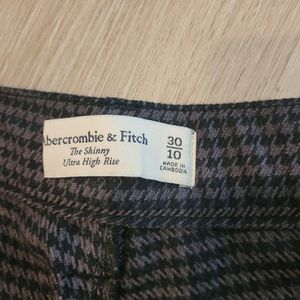 Abercrombie & Fitch
The Skinny
Ultra High Rise
30
10
MADE IN
CAMBODIA